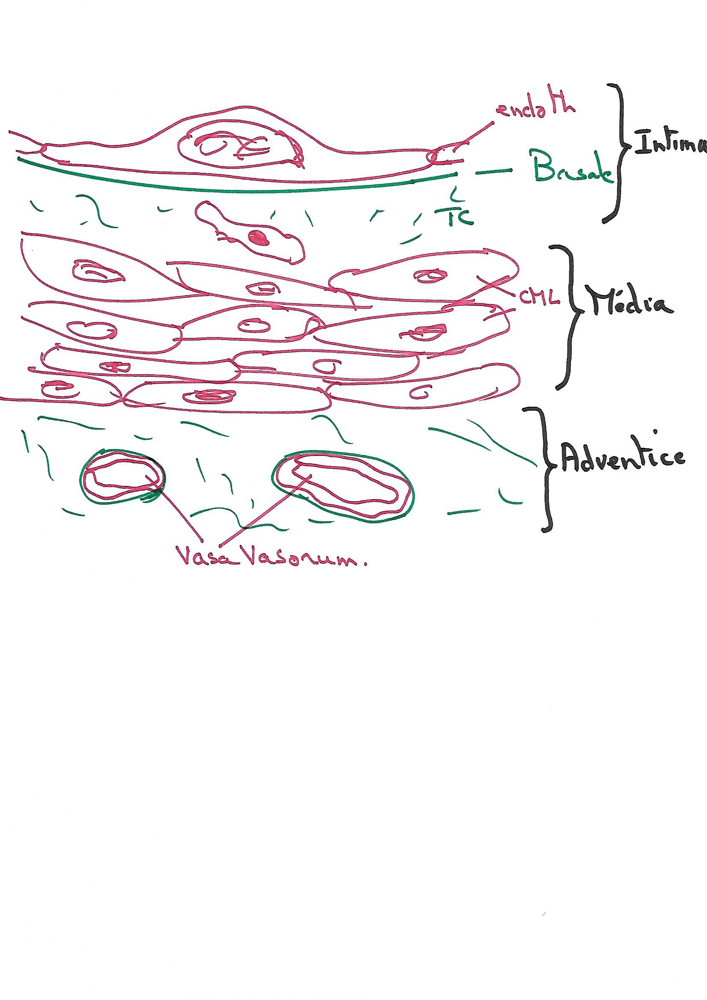 endoth
Intima
Basale
L
TC
CML
Média
Adventice
Vasa Vasorum.